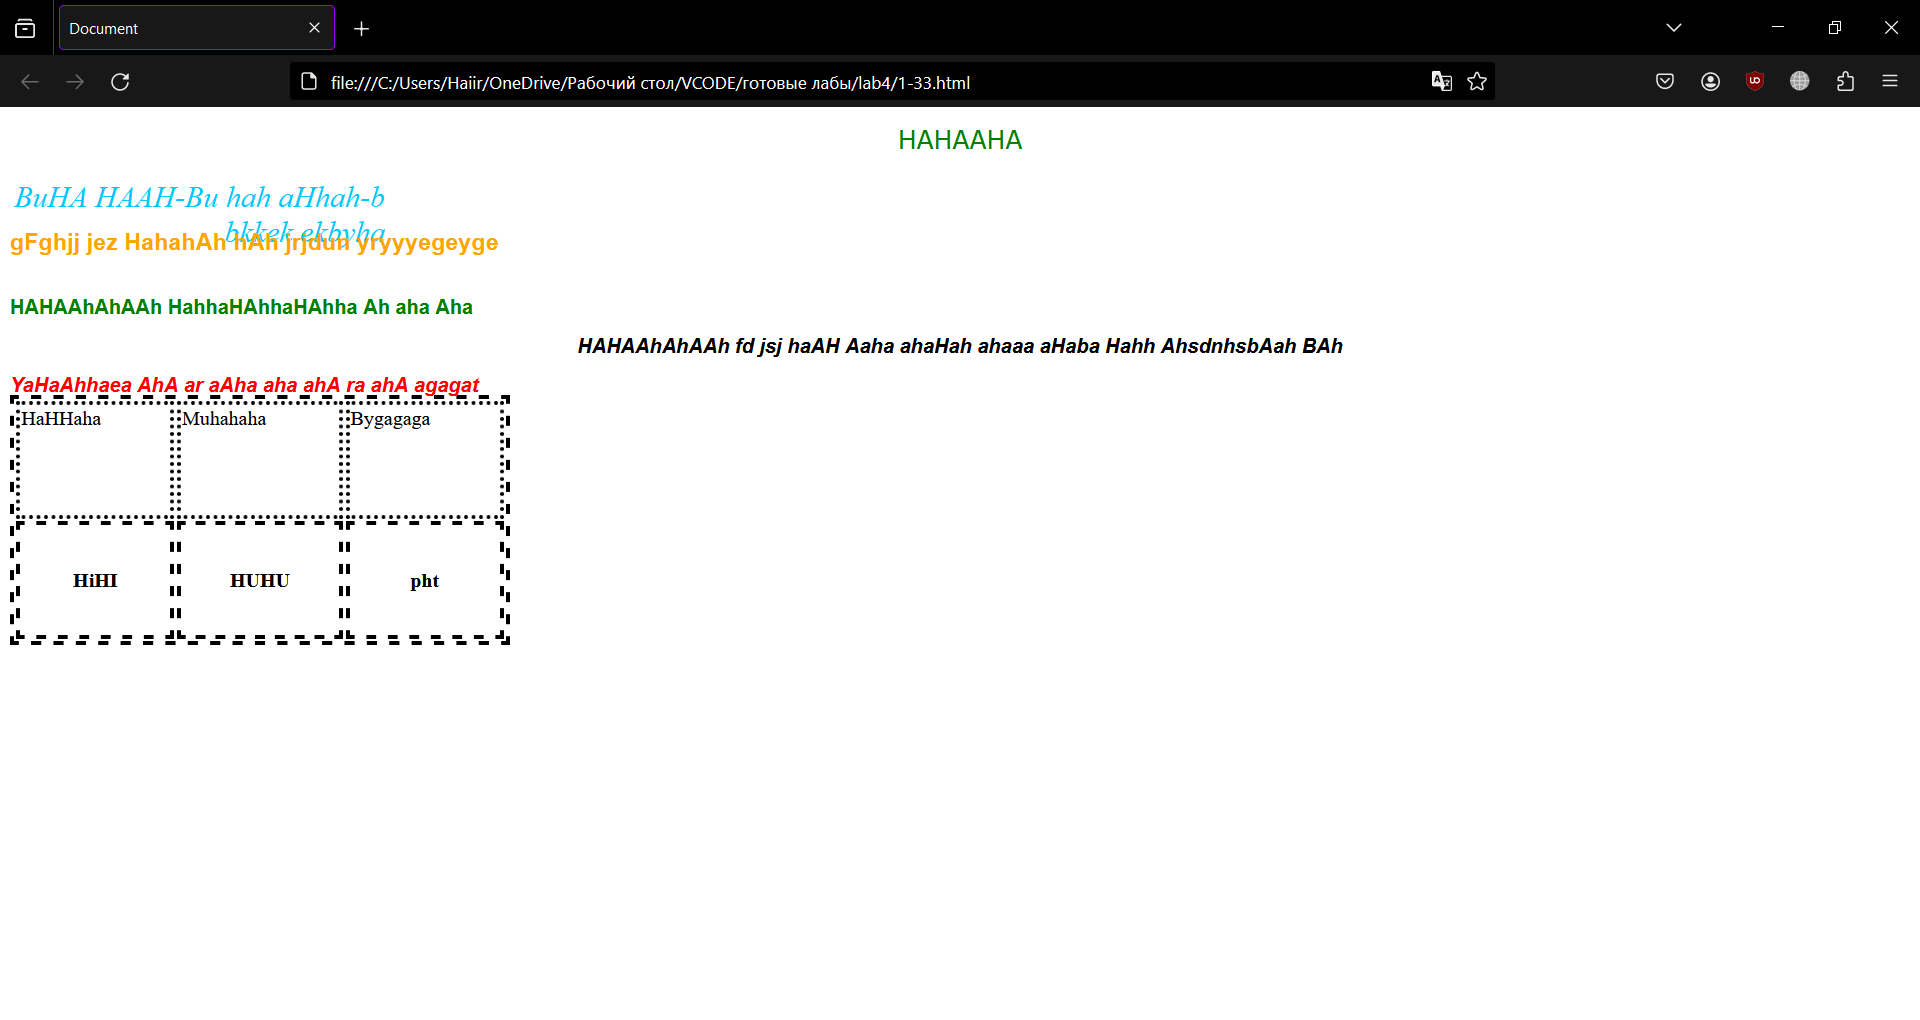 Document
file:///C:/Users/Haiir/OneDrive/Рабочий стол/VCODE/готовые лабы/lab4/1-33.html
HAHAAHA
BuHA HAAH-Bu hah aHhah-b
bkkek ekbyha
gFghjj jez HahahAh hAh jrjdun yryyyegeyge
HAHAAhAhAAh HahhaHAhhaHAhha Ah aha Aha
HAHAAhAhAAh fd jsj haAH Aaha ahaHah ahaaa aHaba Hahh AhsdnhsbAah BAh
YaHaAhhaea AhA ar aAha aha ahA ra ahA agagat
HaHHaha Muhahaha Bygagaga
HiHI HUHU pht